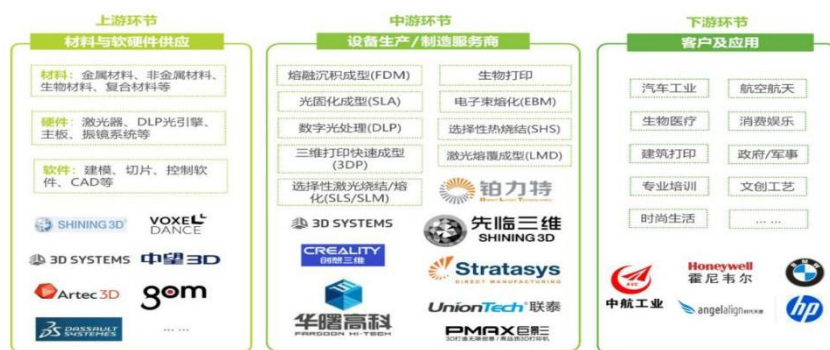 上游环节
材料与软硬件供应
材料：金属材料、非金属材料、
生物材料、复合材料等
硬件：激光器、DLP光引擎、
主板、振镜系统等
软件：建模、切片、控制软
件、CAD等
SHINING 3D
VOXEL
DANCE
3D SYSTEMS
中望3D
Artec 3D
gom
DASSAULT
SYSTEMES
... ...
中游环节
设备生产/制造服务商
熔融沉积成型(FDM)
生物打印
光固化成型(SLA)
电子束熔化(EBM)
数字光处理(DLP)
选择性热烧结(SHS)
三维打印快速成型
(3DP)
激光熔覆成型(LMD)
选择性激光烧结/熔
化(SLS/SLM)
铂力特
3D SYSTEMS
先临三维
SHINING 3D
CREALITY
创想三维
Stratasys
DIRECT MANUFACTURING
华曙高科
FARSOON HI-TECH
UnionTech 联泰
PMAX巨影
下游环节
客户及应用
汽车工业
航空航天
生物医疗
消费娱乐
建筑打印
政府/军事
专业培训
文创工艺
时尚生活
... ...
中航工业
Honeywell
霍尼韦尔
BMW
angelalign
hp